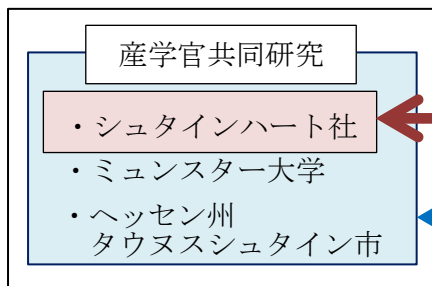 産学官共同研究
・シュタインハート社
・ミュンスター大学
・ヘッセン州
タウヌスシュタイン市